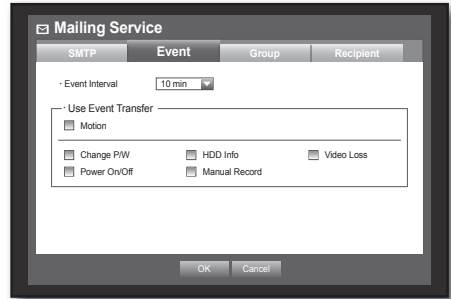 Mailing Service
SMTP Event Group Recipient
· Event Interval 10 min
· Use Event Transfer
Motion
Change P/W HDD Info Video Loss
Power On/Off Manual Record
OK Cancel